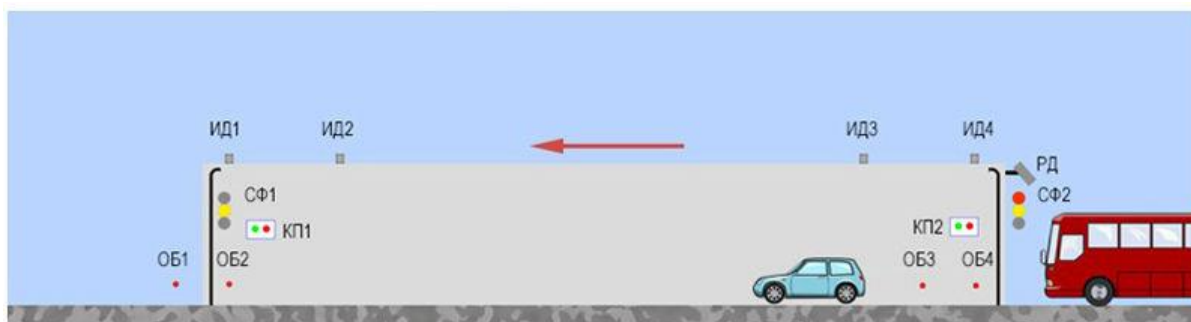 ИД1 ИД2 ИД3 ИД4
РД
СФ1 СФ2
КП1 КП2
ОБ1 ОБ2 ОБ3 ОБ4